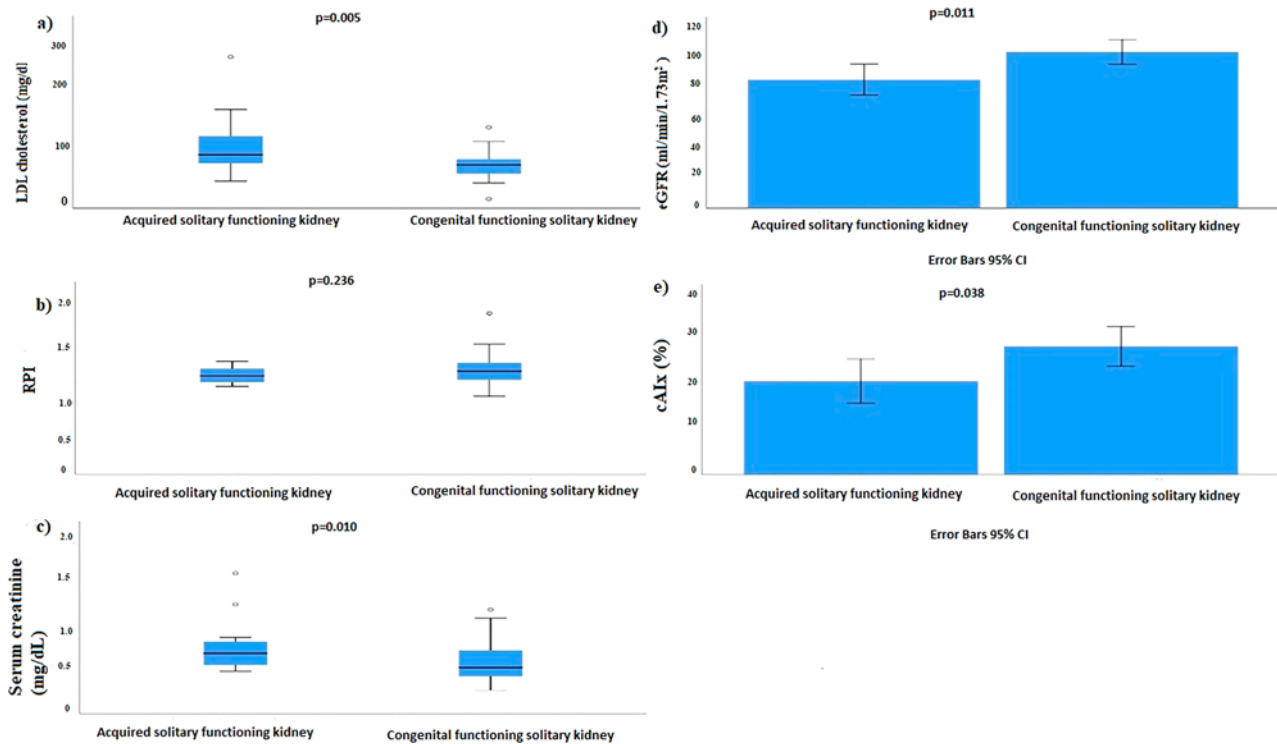 a)
p=0.005
LDL cholesterol (mg/dl
300
200
100
0
Acquired solitary functioning kidney
Congenital functioning solitary kidney
b)
p=0.236
RPI
2.0
1.5
1.0
0.5
0
Acquired solitary functioning kidney
Congenital functioning solitary kidney
c)
p=0.010
Serum creatinine
(mg/dL)
2.0
1.5
1.0
0.5
0
Acquired solitary functioning kidney
Congenital functioning solitary kidney
d)
p=0.011
eGFR (ml/min/1.73m²
120
100
80
60
40
20
0
Acquired solitary functioning kidney
Congenital functioning solitary kidney
Error Bars 95% CI
e)
p=0.038
cAIx (%)
40
30
20
10
0
Acquired solitary functioning kidney
Congenital functioning solitary kidney
Error Bars 95% CI